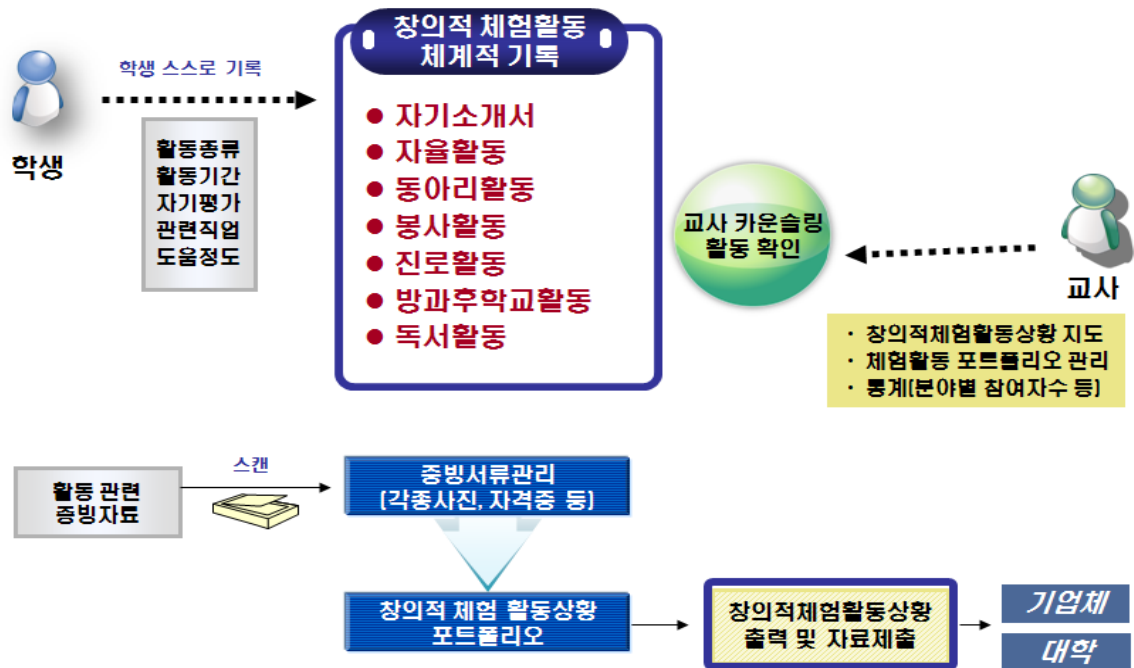 창의적 체험활동
체계적 기록
학생 스스로 기록
학생
활동종류
활동기간
자기평가
관련직업
도움정도
● 자기소개서
● 자율활동
● 동아리활동
● 봉사활동
● 진로활동
● 방과후학교활동
● 독서활동
교사 카운슬링
활동 확인
교사
· 창의적체험활동상황 지도
· 체험활동 포트폴리오 관리
· 통계(분야별 참여자수 등)
활동 관련
증빙자료
스캔
증빙서류관리
(각종사진, 자격증 등)
창의적 체험 활동상황
포트폴리오
창의적체험활동상황
출력 및 자료제출
기업체
대학